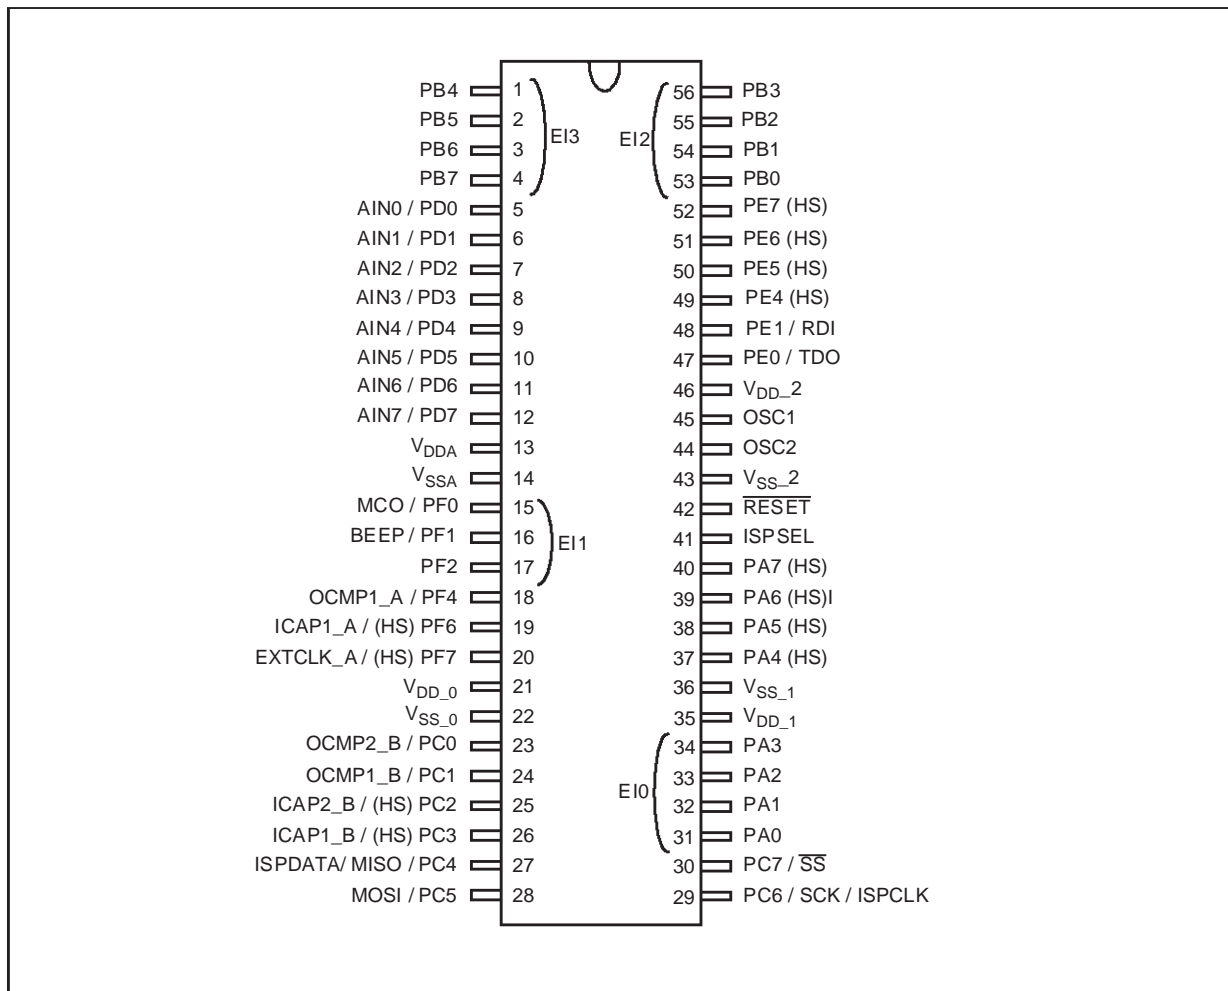 PB4 1 56 PB3
PB5 2 55 PB2
EI3 EI2
PB6 3 54 PB1
PB7 4 53 PB0
AIN0 / PD0 5 52 PE7 (HS)
AIN1 / PD1 6 51 PE6 (HS)
AIN2 / PD2 7 50 PE5 (HS)
AIN3 / PD3 8 49 PE4 (HS)
AIN4 / PD4 9 48 PE1 / RDI
AIN5 / PD5 10 47 PE0 / TDO
AIN6 / PD6 11 46 VDD_2
AIN7 / PD7 12 45 OSC1
VDDA 13 44 OSC2
VSSA 14 43 VSS_2
MCO / PF0 15 42 RESET
BEEP / PF1 16 EI1 41 ISPSEL
PF2 17 40 PA7 (HS)
OCMP1_A / PF4 18 39 PA6 (HS)I
ICAP1_A / (HS) PF6 19 38 PA5 (HS)
EXTCLK_A / (HS) PF7 20 37 PA4 (HS)
VDD_0 21 36 VSS_1
VSS_0 22 35 VDD_1
OCMP2_B / PC0 23 34 PA3
OCMP1_B / PC1 24 33 PA2
EI0
ICAP2_B / (HS) PC2 25 32 PA1
ICAP1_B / (HS) PC3 26 31 PA0
ISPDATA/ MISO / PC4 27 30 PC7 / SS
MOSI / PC5 28 29 PC6 / SCK / ISPCLK